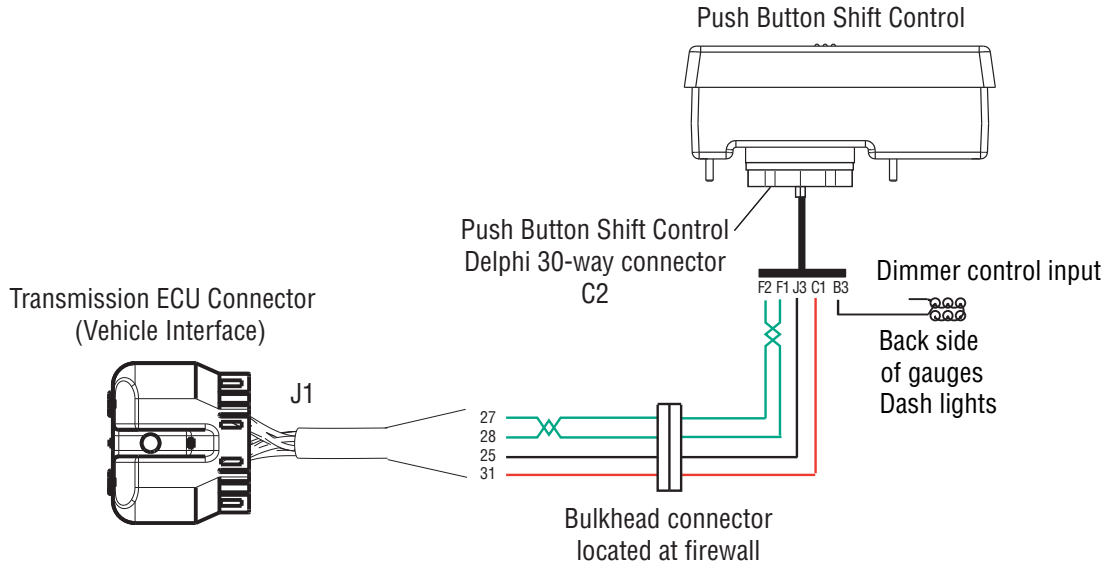 Push Button Shift Control
Push Button Shift Control
Delphi 30-way connector
C2
F2 F1 J3 C1 B3
Dimmer control input
Back side
of gauges
Dash lights
Transmission ECU Connector
(Vehicle Interface)
J1
27
28
25
31
Bulkhead connector
located at firewall